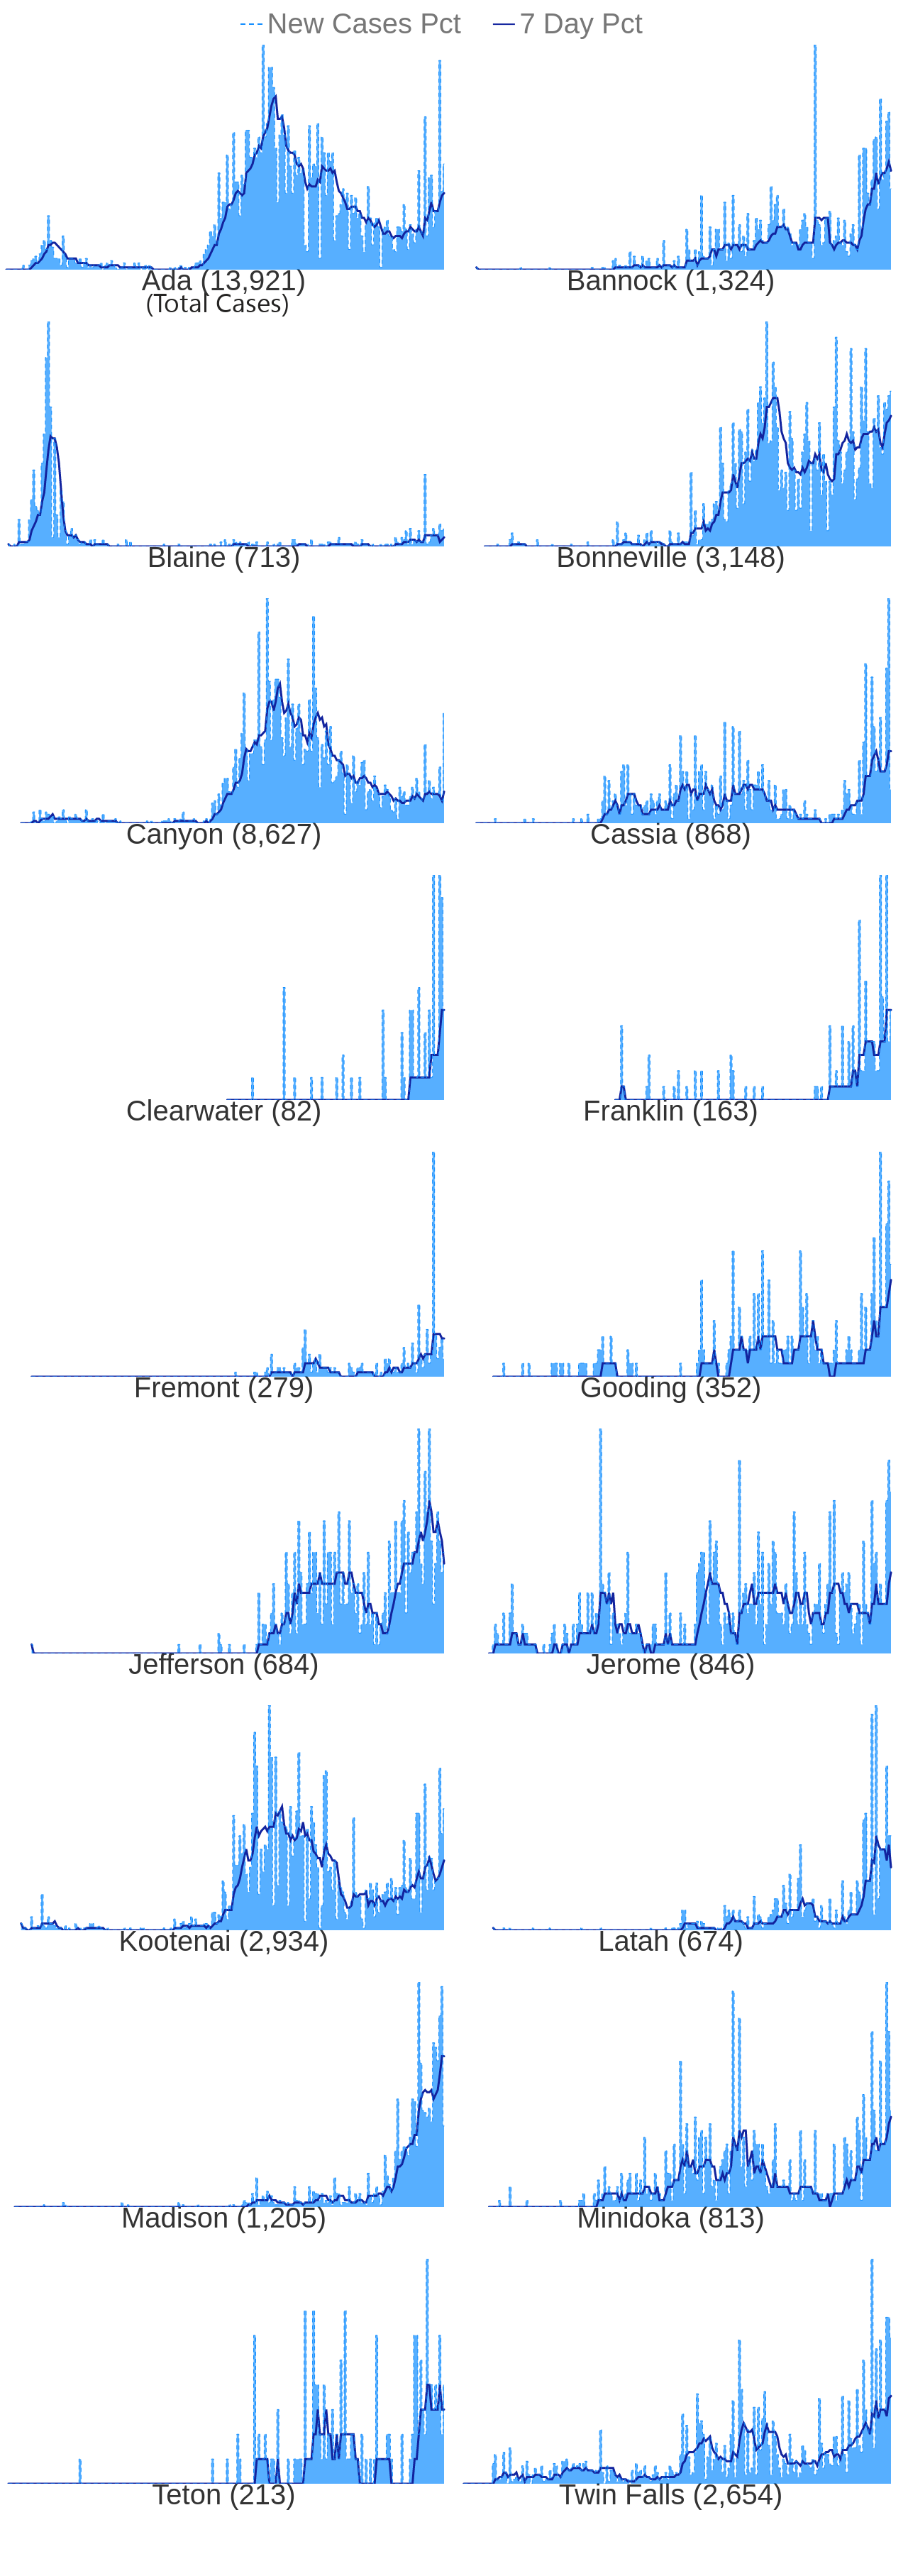 New Cases Pct 7 Day Pct
Ada (13,921) Bannock (1,324)
(Total Cases)
Blaine (713) Bonneville (3,148)
Canyon (8,627) Cassia (868)
Clearwater (82) Franklin (163)
Fremont (279) Gooding (352)
Jefferson (684) Jerome (846)
Kootenai (2,934) Latah (674)
Madison (1,205) Minidoka (813)
Teton (213) Twin Falls (2,654)